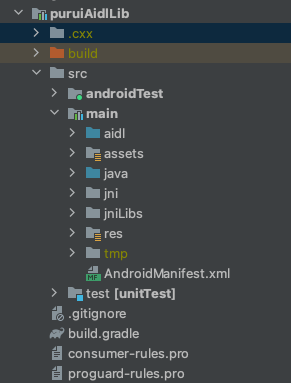 puruiAidlLib
.cxx
build
src
androidTest
main
aidl
assets
java
jni
jniLibs
res
tmp
MF AndroidManifest.xml
test [unitTest]
.gitignore
build.gradle
consumer-rules.pro
proguard-rules.pro